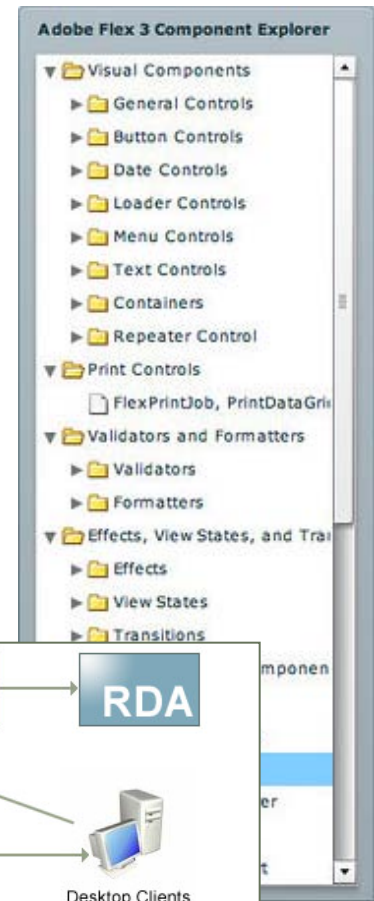 Adobe Flex 3 Component Explorer
Visual Components
General Controls
Button Controls
Date Controls
Loader Controls
Menu Controls
Text Controls
Containers
Repeater Control
Print Controls
FlexPrintJob, PrintDataGri
Validators and Formatters
Validators
Formatters
Effects, View States, and Tra
Effects
View States
Transitions
mponen
er
t
RDA
Desktop Clients